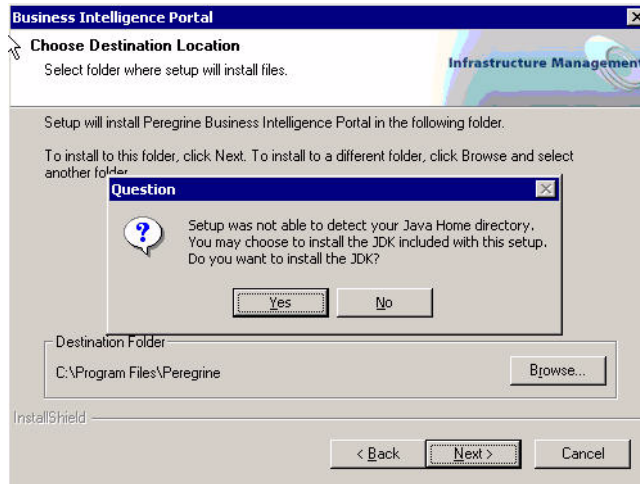 Business Intelligence Portal
Choose Destination Location
Select folder where setup will install files.
Infrastructure Management
Setup will install Peregrine Business Intelligence Portal in the following folder.
To install to this folder, click Next. To install to a different folder, click Browse and select
another folder.
Question
Setup was not able to detect your Java Home directory.
You may choose to install the JDK included with this setup.
Do you want to install the JDK?
Yes No
Destination Folder
C:\Program Files\Peregrine
Browse...
InstallShield
< Back Next > Cancel